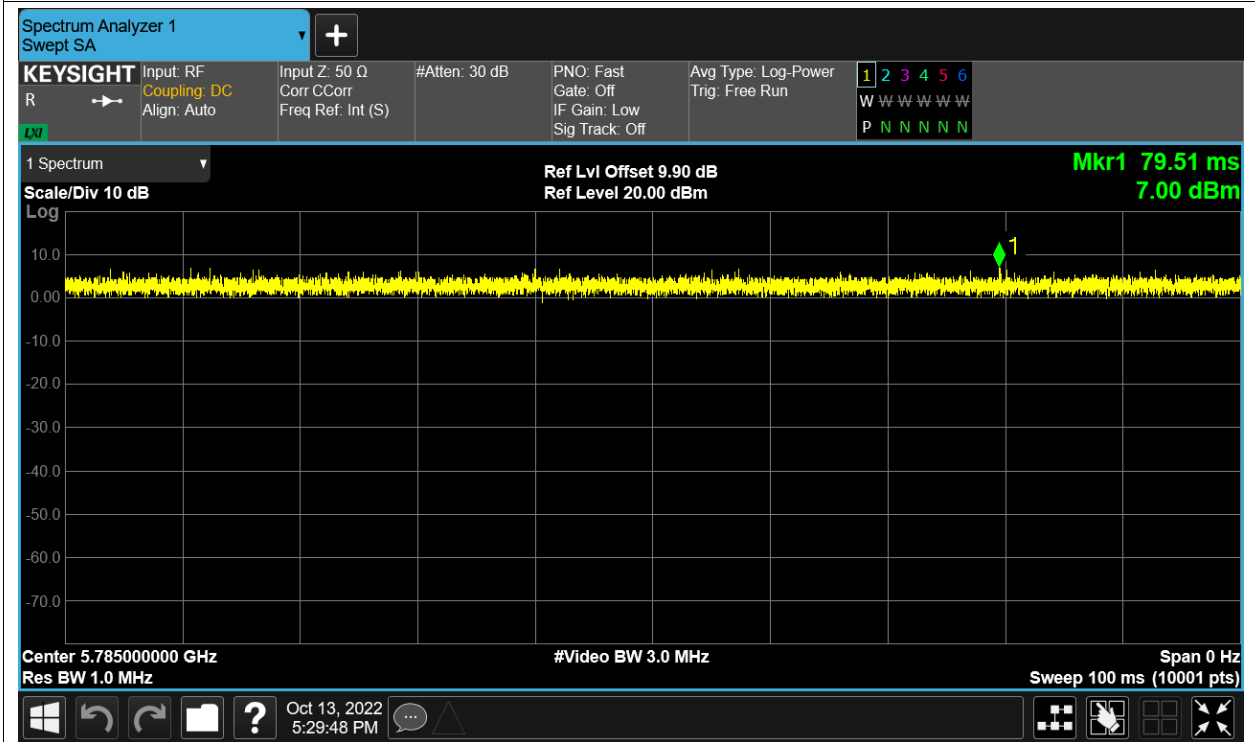 Spectrum Analyzer 1
Swept SA
+
KEYSIGHT
R
LXI
Input: RF
Coupling: DC
Align: Auto
Input Z: 50 Ω
Corr CCorr
Freq Ref: Int (S)
#Atten: 30 dB
PNO: Fast
Gate: Off
IF Gain: Low
Sig Track: Off
Avg Type: Log-Power
Trig: Free Run
1 2 3 4 5 6
W W W W W W
P N N N N N
1 Spectrum
Scale/Div 10 dB
Log
Ref Lvl Offset 9.90 dB
Ref Level 20.00 dBm
Mkr1 79.51 ms
7.00 dBm
1
10.0
0.00
-10.0
-20.0
-30.0
-40.0
-50.0
-60.0
-70.0
Center 5.785000000 GHz
Res BW 1.0 MHz
#Video BW 3.0 MHz
Span 0 Hz
Sweep 100 ms (10001 pts)
?
Oct 13, 2022
5:29:48 PM